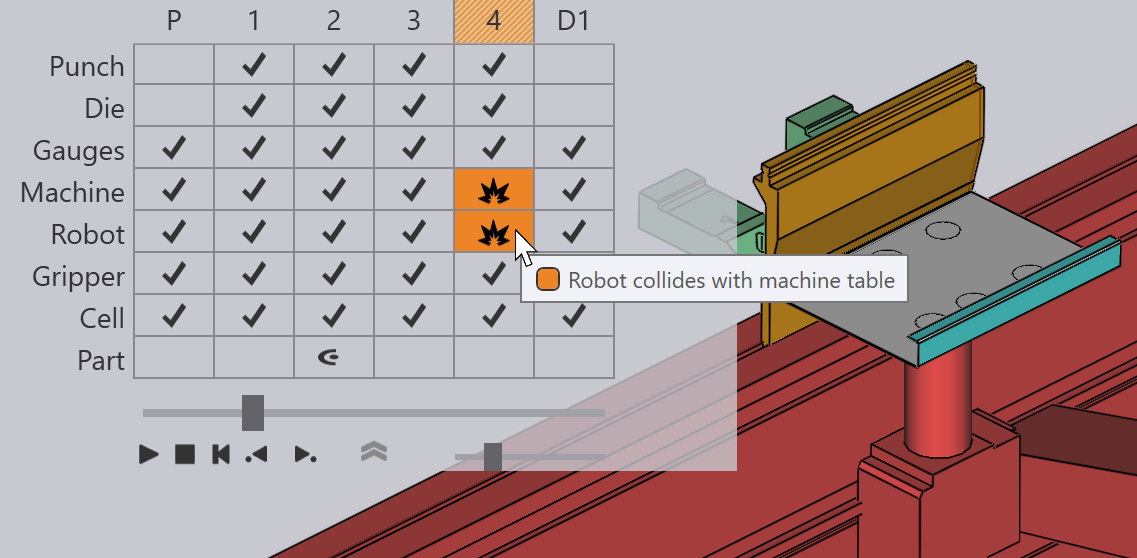 P 1 2 3 4 D1
Punch
Die
Gauges
Machine
Robot
Robot collides with machine table
Gripper
Cell
Part